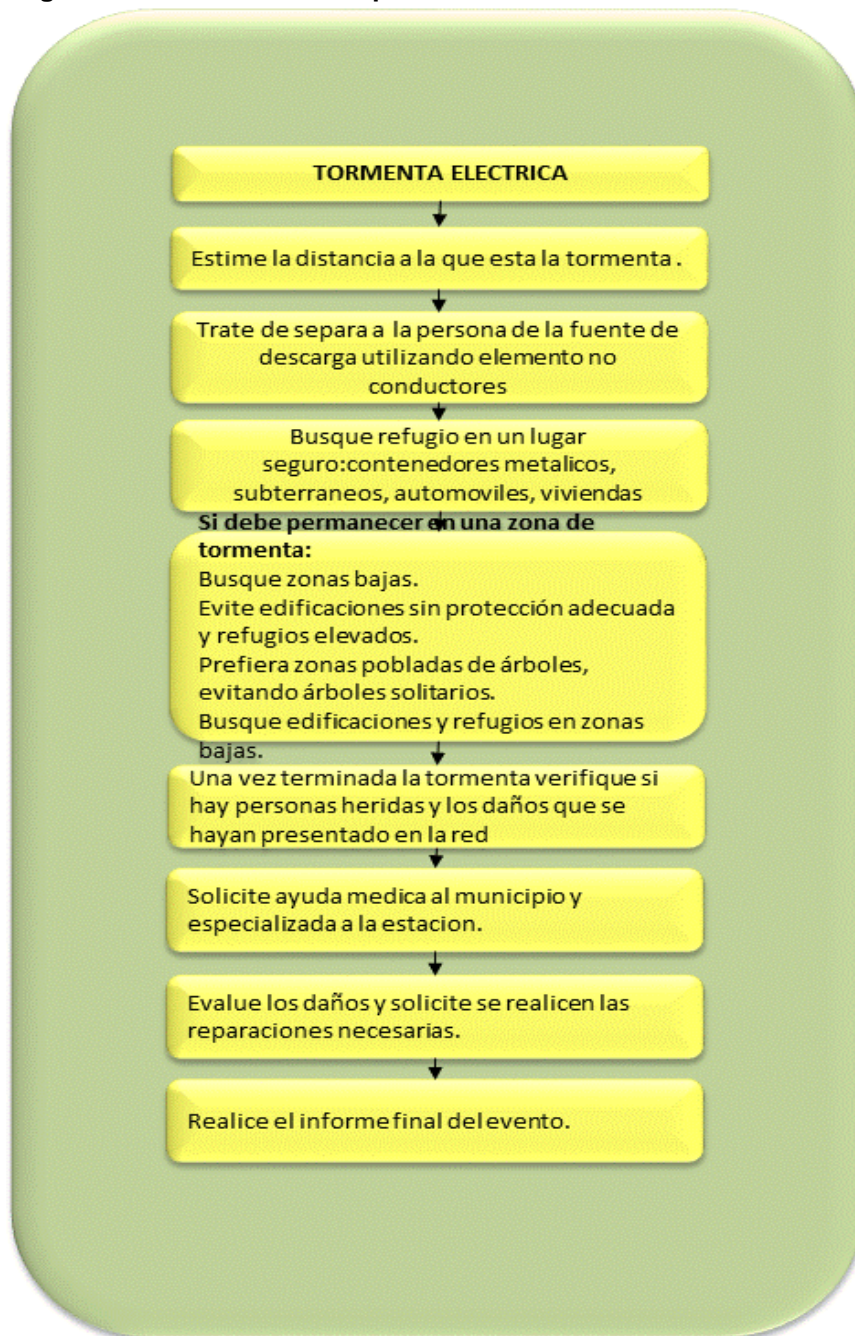 TORMENTA ELECTRICA
Estime la distancia a la que esta la tormenta .
Trate de separa a la persona de la fuente de
descarga utilizando elemento no
conductores
Busque refugio en un lugar
seguro:contenedores metalicos,
subterraneos, automoviles, viviendas
Si debe permanecer en una zona de
tormenta:
Busque zonas bajas.
Evite edificaciones sin protección adecuada
y refugios elevados.
Prefiera zonas pobladas de árboles,
evitando árboles solitarios.
Busque edificaciones y refugios en zonas
bajas.
Una vez terminada la tormenta verifique si
hay personas heridas y los daños que se
hayan presentado en la red
Solicite ayuda medica al municipio y
especializada a la estacion.
Evalue los daños y solicite se realicen las
reparaciones necesarias.
Realice el informe final del evento.